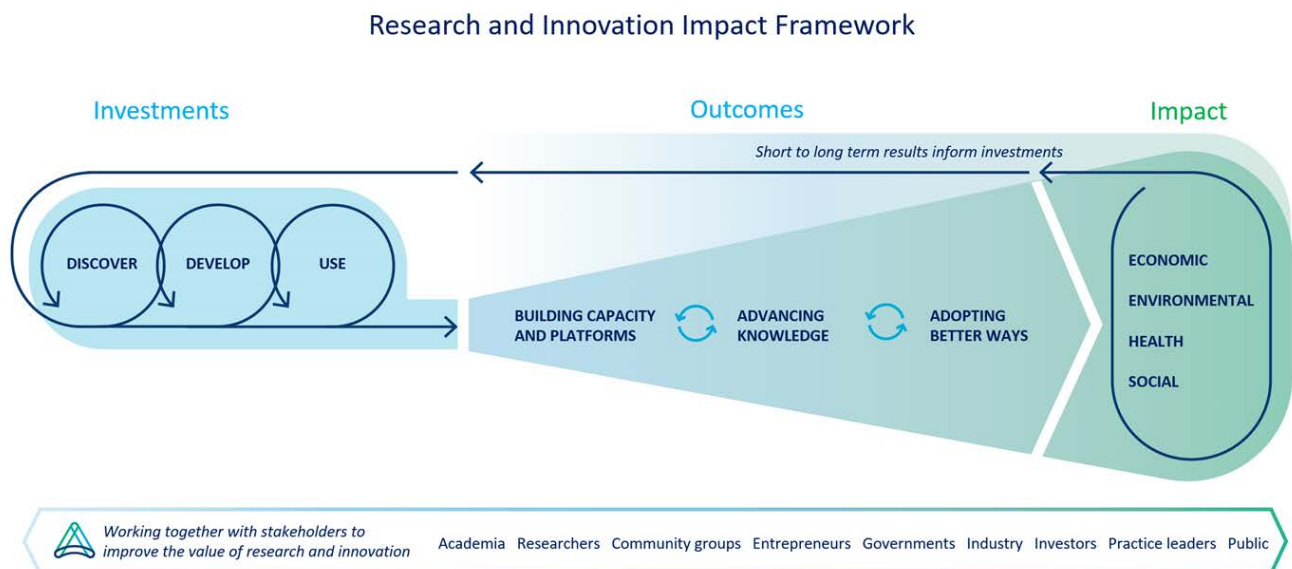 Research and Innovation Impact Framework
Investments
Outcomes
Impact
Short to long term results inform investments
DISCOVER
DEVELOP
USE
BUILDING CAPACITY
AND PLATFORMS
ADVANCING
KNOWLEDGE
ADOPTING
BETTER WAYS
ECONOMIC
ENVIRONMENTAL
HEALTH
SOCIAL
Working together with stakeholders to
improve the value of research and innovation
Academia Researchers Community groups Entrepreneurs Governments Industry Investors Practice leaders Public